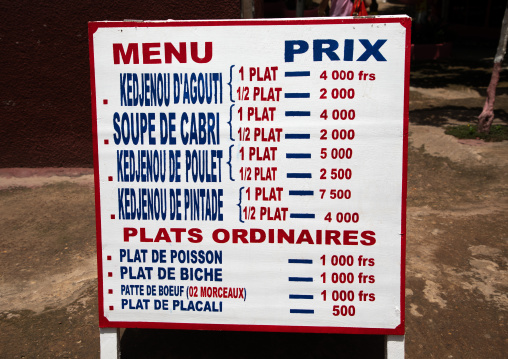 MENU PRIX
KEDJENOU D'AGOUTI { 1 PLAT — 4 000 frs
1/2 PLAT — 2 000
SOUPE DE CABRI { 1 PLAT — 4 000
1/2 PLAT — 2 000
KEDJENOU DE POULET { 1 PLAT — 5 000
1/2 PLAT — 2 500
KEDJENOU DE PINTADE { 1 PLAT — 7 500
1/2 PLAT — 4 000
PLATS ORDINAIRES
. PLAT DE POISSON — 1 000 frs
. PLAT DE BICHE — 1 000 frs
. PATTE DE BOEUF (02 MORCEAUX) — 1 000 frs
. PLAT DE PLACALI — 500